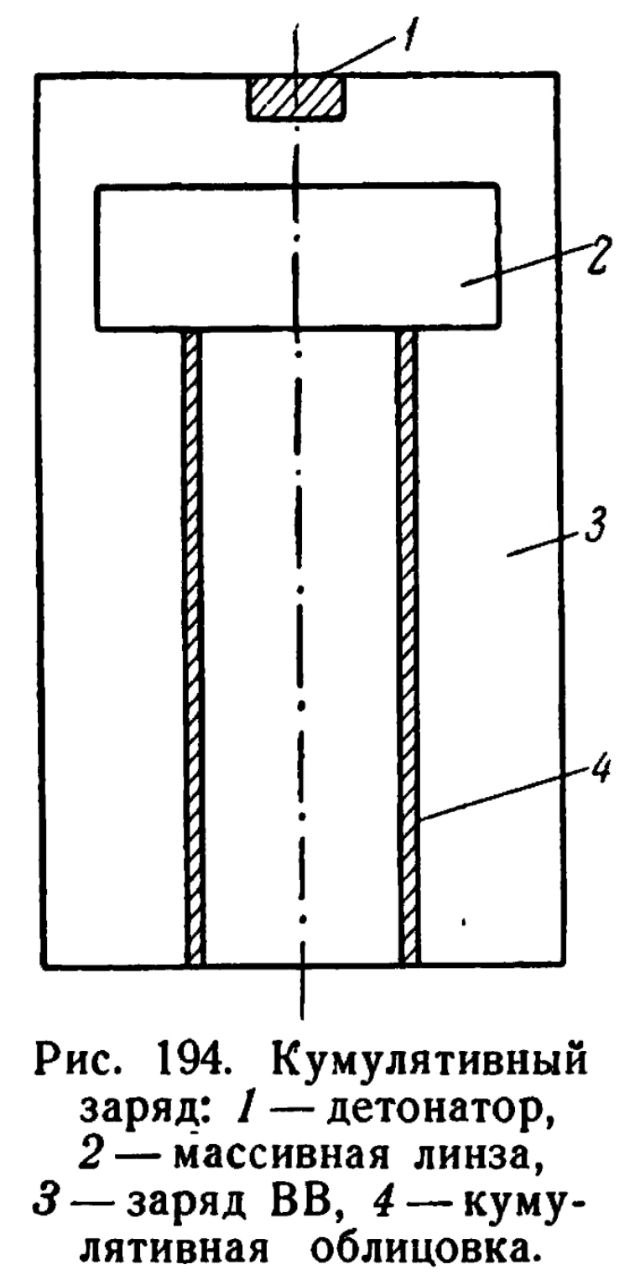 1
2
3
4
Рис. 194. Кумулятивный
заряд: 1 — детонатор,
2 — массивная линза,
3 — заряд ВВ, 4 — куму-
лятивная облицовка.